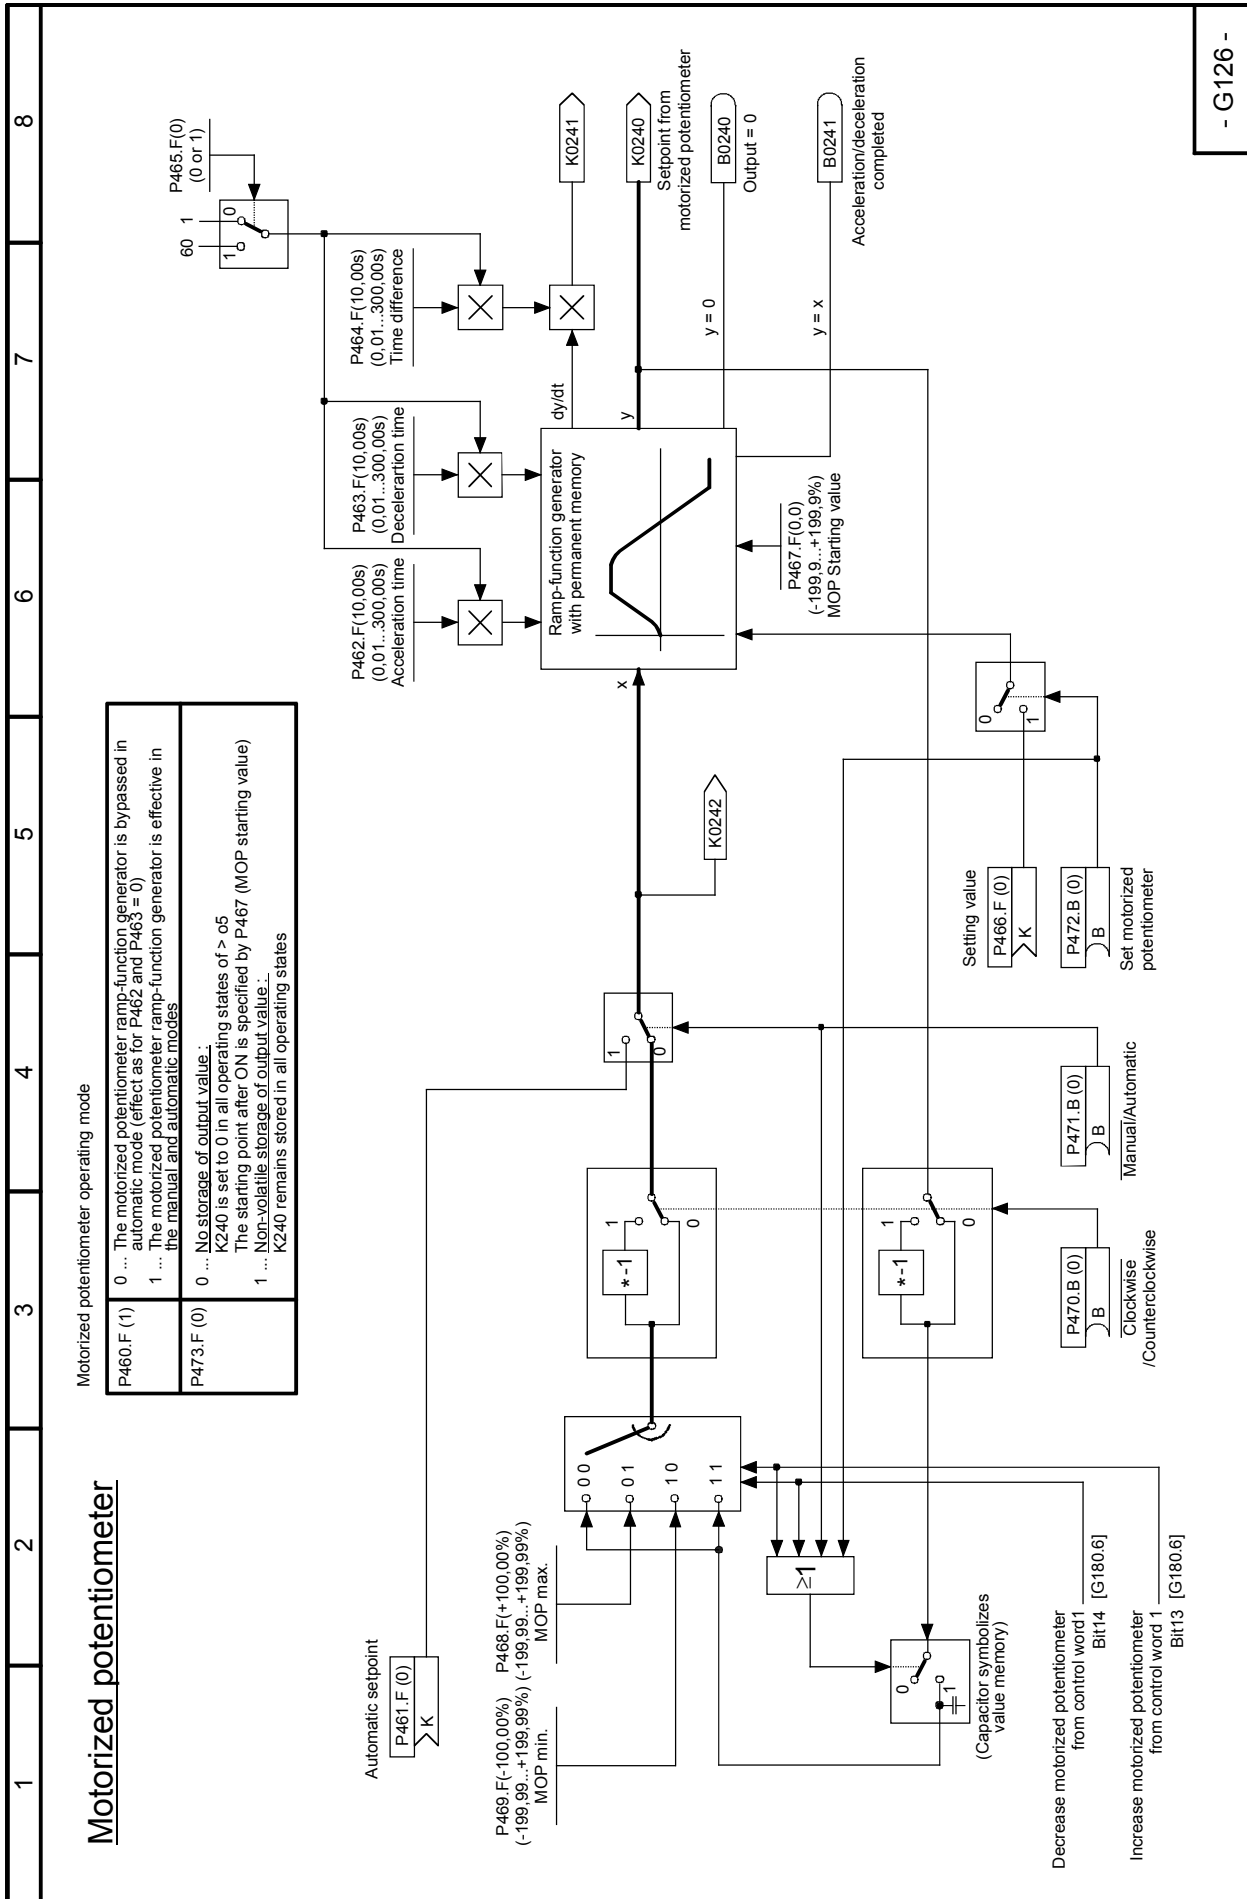 1 2 3 4 5 6 7 8
Motorized potentiometer
Motorized potentiometer operating mode
P460.F (1)
0 ... The motorized potentiometer ramp-function generator is bypassed in
automatic mode (effect as for P462 and P463 = 0)
1 ... The motorized potentiometer ramp-function generator is effective in
the manual and automatic modes
P473.F (0)
0 ... No storage of output value :
K240 is set to 0 in all operating states of > o5
The starting point after ON is specified by P467 (MOP starting value)
1 ... Non-volatile storage of output value :
K240 remains stored in all operating states
Automatic setpoint
P461.F (0)
K
P469.F(-100,00%)
(-199,99...+199,99%)
MOP min.
P468.F(+100,00%)
(-199,99...+199,99%)
MOP max.
0 0
0 1
1 0
1 1
*-1
1
0
1
0
K0242
x
P462.F(10,00s)
(0,01...300,00s)
Acceleration time
P463.F(10,00s)
(0,01...300,00s)
Decelerartion time
P464.F(10,00s)
(0,01...300,00s)
Time difference
60
1
1
0
P465.F(0)
(0 or 1)
Ramp-function generator
with permanent memory
dy/dt
y
y = 0
y = x
K0241
K0240
Setpoint from
motorized potentiometer
B0240
Output = 0
B0241
Acceleration/deceleration
completed
P467.F(0,0)
(-199,9...+199,9%)
MOP Starting value
≥1
0
1
(Capacitor symbolizes
value memory)
*-1
1
0
0
1
Decrease motorized potentiometer
from control word1
Bit14 [G180.6]
Increase motorized potentiometer
from control word 1
Bit13 [G180.6]
P470.B (0)
B
Clockwise
/Counterclockwise
P471.B (0)
B
Manual/Automatic
Setting value
P466.F (0)
K
P472.B (0)
B
Set motorized
potentiometer
- G126 -